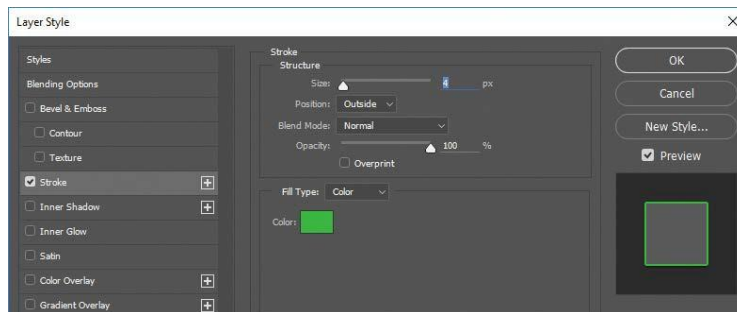 Layer Style
Styles
Blending Options
Bevel & Emboss
Contour
Texture
Stroke
Inner Shadow
Inner Glow
Satin
Color Overlay
Gradient Overlay
Stroke
Structure
Size: 4 px
Position: Outside
Blend Mode: Normal
Opacity: 100 %
Overprint
Fill Type: Color
Color:
OK
Cancel
New Style...
Preview